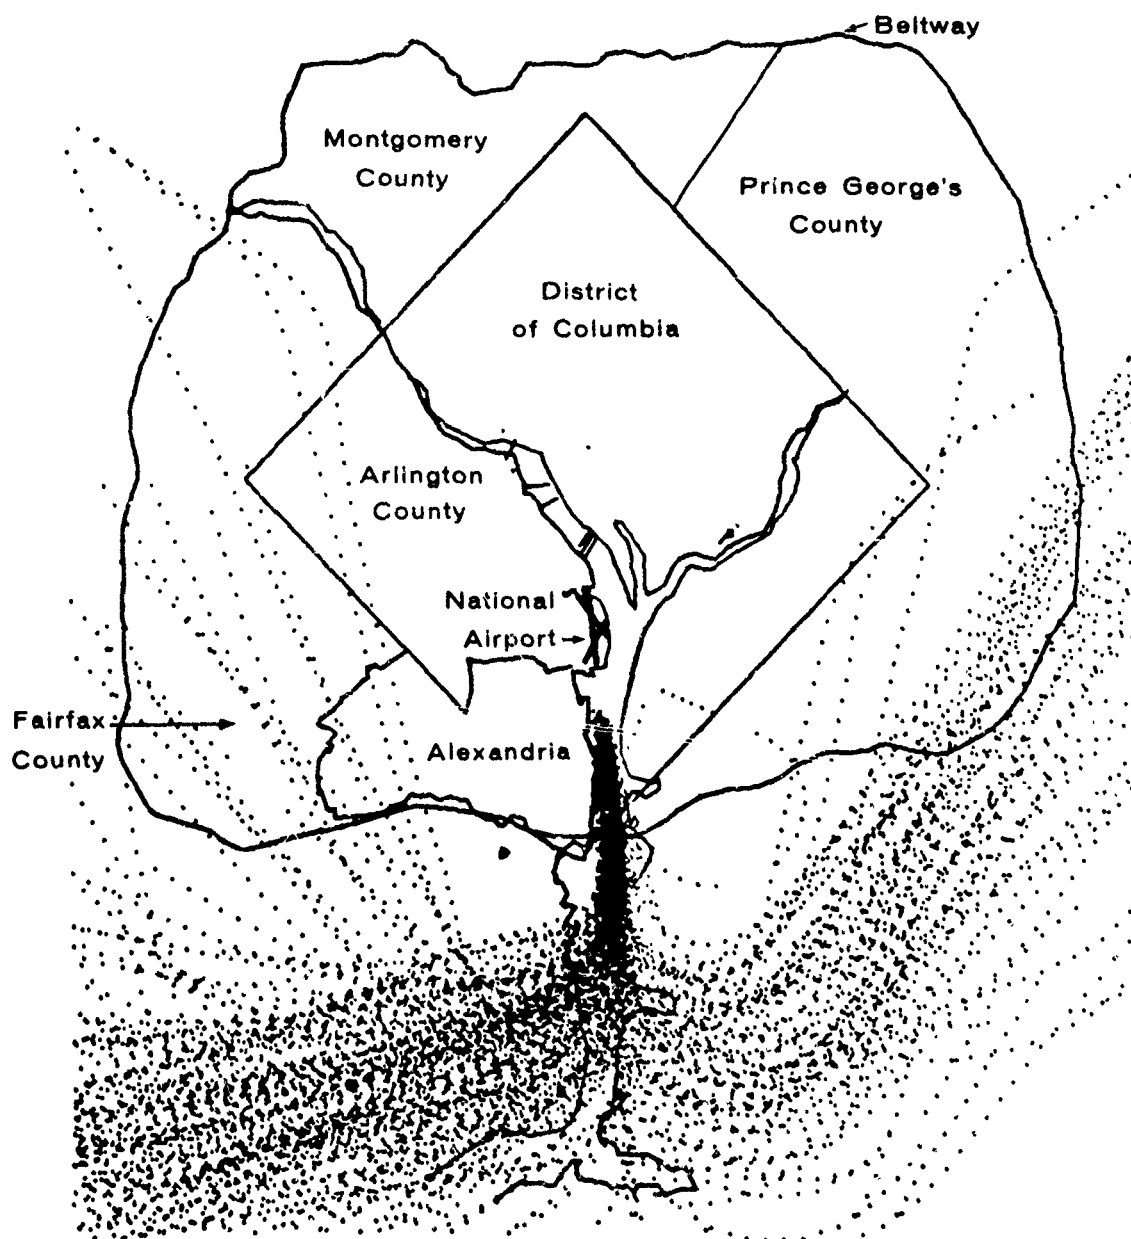 Beltway
Montgomery
County
Prince George's
County
District
of Columbia
Arlington
County
National
Airport
Fairfax
County
Alexandria